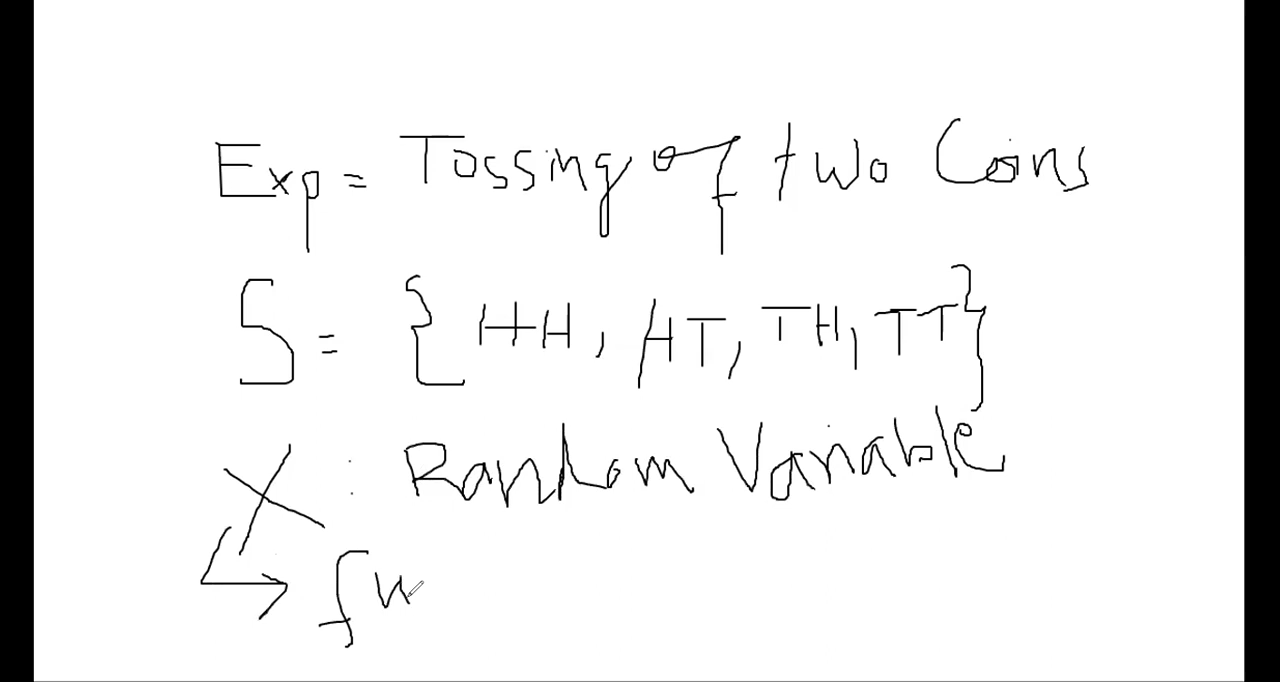 Exp = Tossing of two Coins
S = { HH, HT, TH, TT }
X : Random Variable
fu